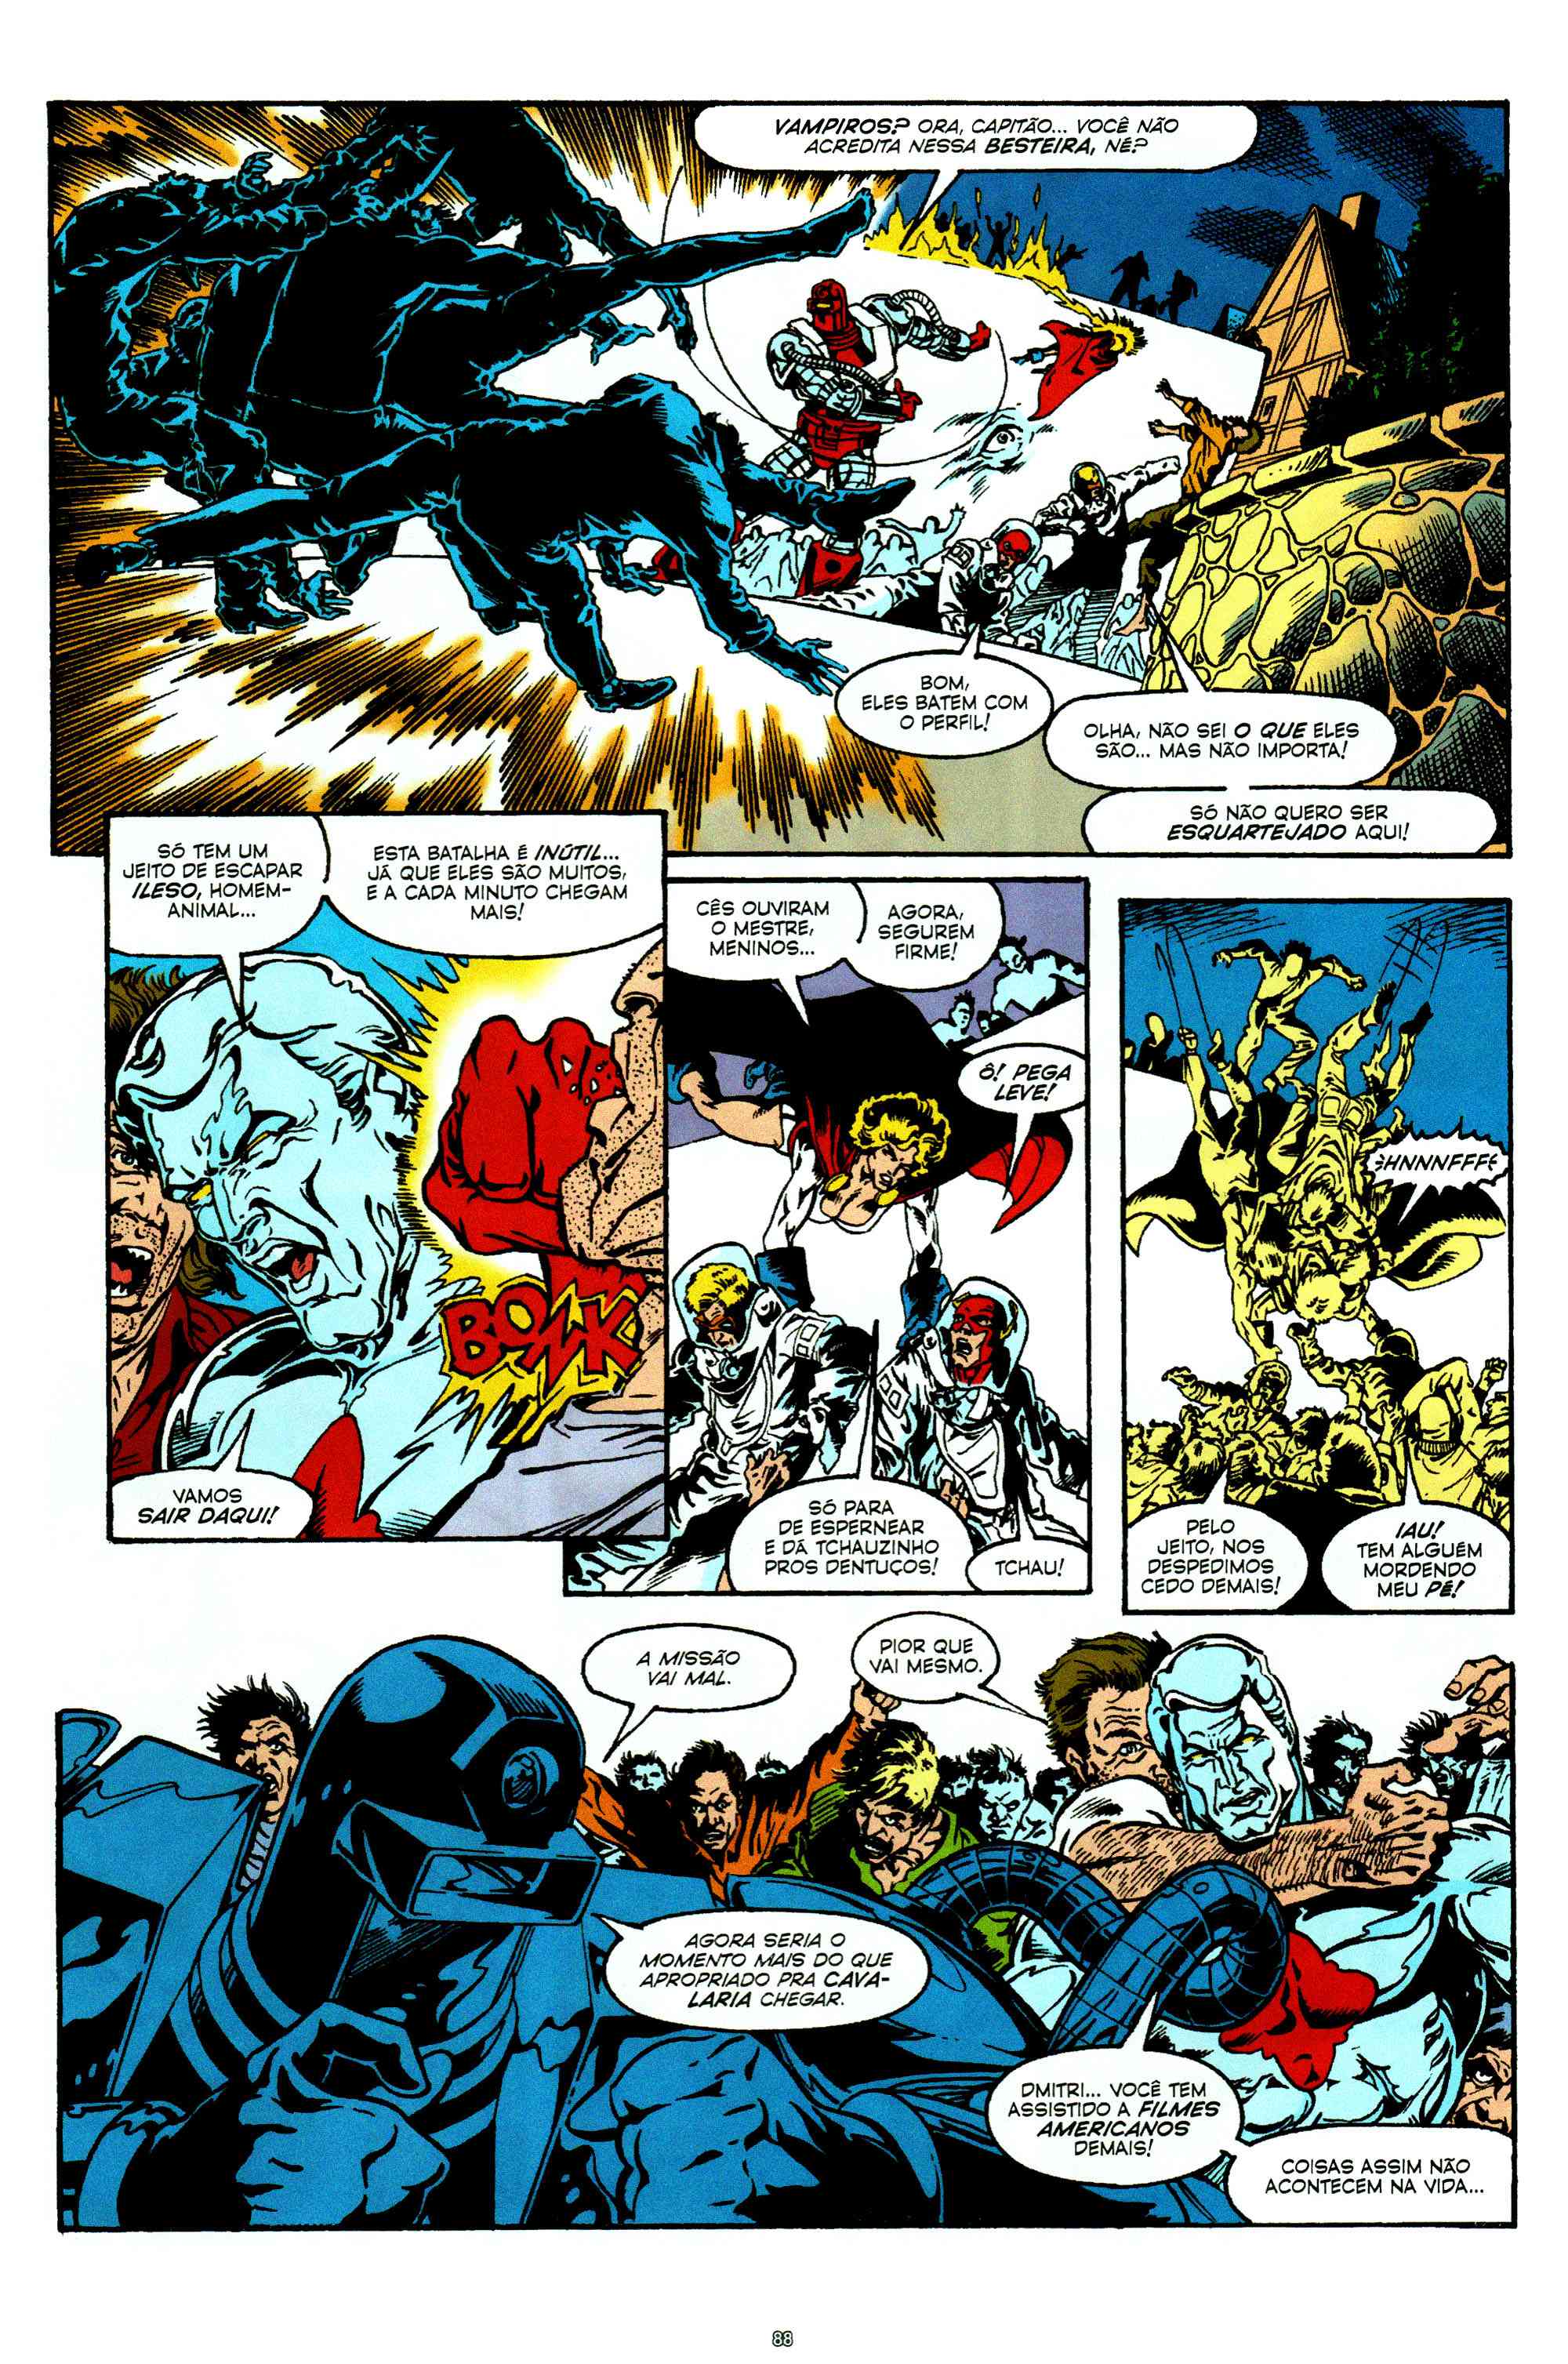 VAMPIROS? ORA, CAPITÃO... VOCÊ NÃO
ACREDITA NESSA BESTEIRA, NÉ?
BOM,
ELES BATEM COM
O PERFIL!
OLHA, NÃO SEI O QUE ELES
SÃO... MAS NÃO IMPORTA!
SÓ NÃO QUERO SER
ESQUARTEJADO AQUI!
SÓ TEM UM
JEITO DE ESCAPAR
ILESO, HOMEM-
ANIMAL...
ESTA BATALHA É INÚTIL...
JÁ QUE ELES SÃO MUITOS,
E A CADA MINUTO CHEGAM
MAIS!
BONK
VAMOS
SAIR DAQUI!
CÊS OUVIRAM
O MESTRE,
MENINOS...
AGORA,
SEGUREM
FIRME!
Ô! PEGA
LEVE!
SÓ PARA
DE ESPERNEAR
E DÁ TCHAUZINHO
PROS DENTUÇOS!
TCHAU!
HNNNFFF
PELO
JEITO, NOS
DESPEDIMOS
CEDO DEMAIS!
IAU!
TEM ALGUÉM
MORDENDO
MEU PÉ!
A MISSÃO
VAI MAL.
PIOR QUE
VAI MESMO.
AGORA SERIA O
MOMENTO MAIS DO QUE
APROPRIADO PRA CAVA-
LARIA CHEGAR.
DMITRI... VOCÊ TEM
ASSISTIDO A FILMES
AMERICANOS
DEMAIS!
COISAS ASSIM NÃO
ACONTECEM NA VIDA...
88